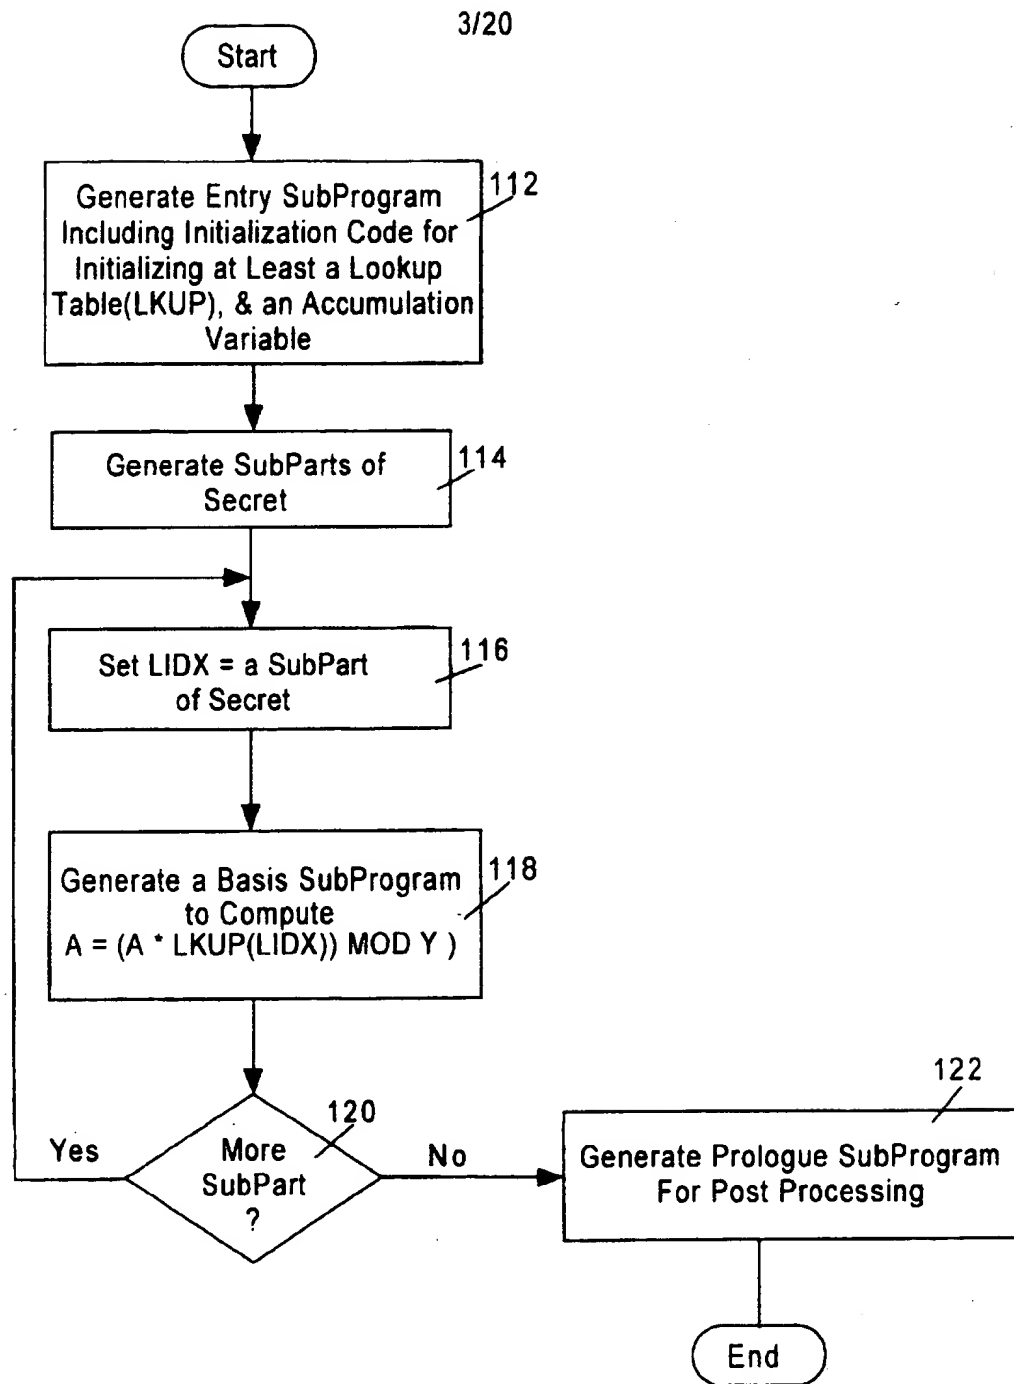 3/20
Start
Generate Entry SubProgram
Including Initialization Code for
Initializing at Least a Lookup
Table(LKUP), & an Accumulation
Variable
112
Generate SubParts of
Secret
114
Set LIDX = a SubPart
of Secret
116
Generate a Basis SubProgram
to Compute
A = (A * LKUP(LIDX)) MOD Y )
118
More
SubPart
?
120
Yes
No
122
Generate Prologue SubProgram
For Post Processing
End